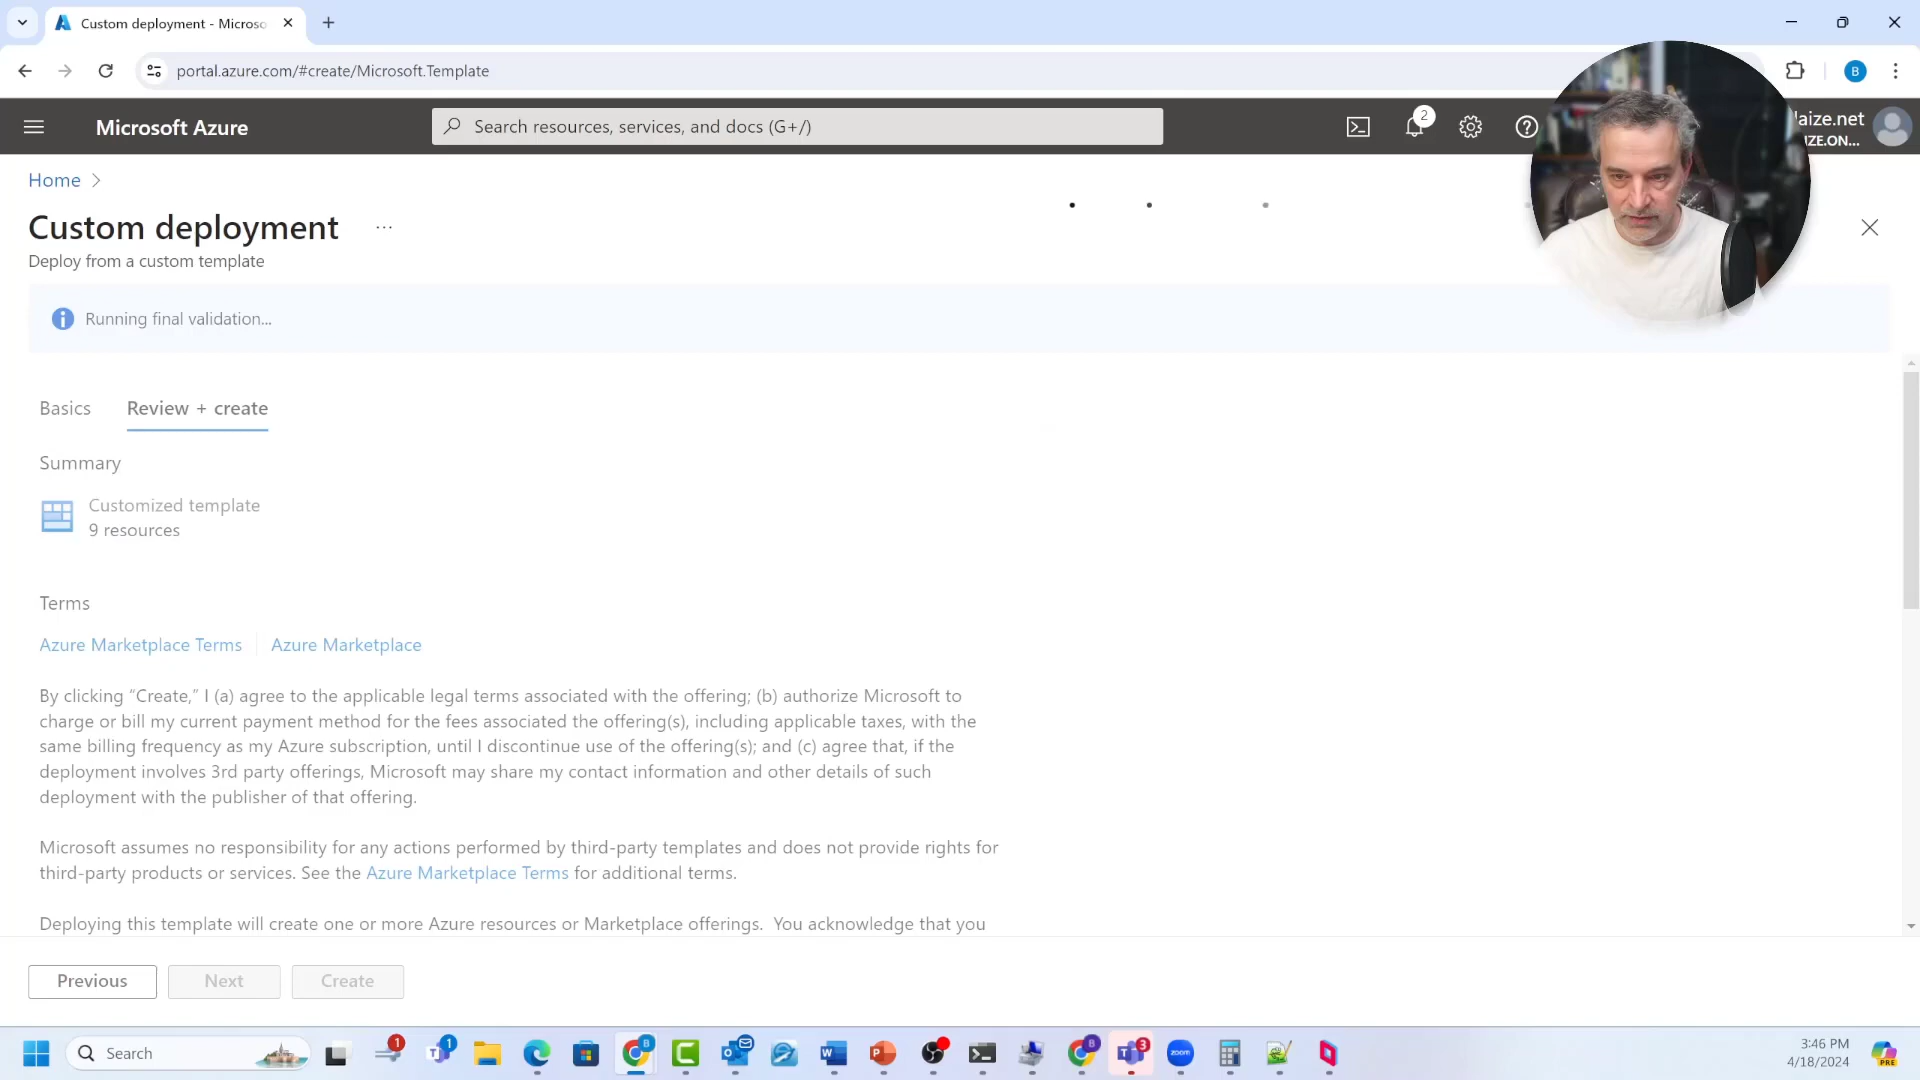 Custom deployment - Microso
portal.azure.com/#create/Microsoft.Template
B
Microsoft Azure
Search resources, services, and docs (G+/)
2
laize.net
IZE.ON...
Home
Custom deployment
...
Deploy from a custom template
Running final validation...
Basics
Review + create
Summary
Customized template
9 resources
Terms
Azure Marketplace Terms
Azure Marketplace
By clicking “Create,” I (a) agree to the applicable legal terms associated with the offering; (b) authorize Microsoft to
charge or bill my current payment method for the fees associated the offering(s), including applicable taxes, with the
same billing frequency as my Azure subscription, until I discontinue use of the offering(s); and (c) agree that, if the
deployment involves 3rd party offerings, Microsoft may share my contact information and other details of such
deployment with the publisher of that offering.
Microsoft assumes no responsibility for any actions performed by third-party templates and does not provide rights for
third-party products or services. See the Azure Marketplace Terms for additional terms.
Deploying this template will create one or more Azure resources or Marketplace offerings.  You acknowledge that you
Previous
Next
Create
Search
1
1
B
B
3
zoom
3:46 PM
4/18/2024
PRE